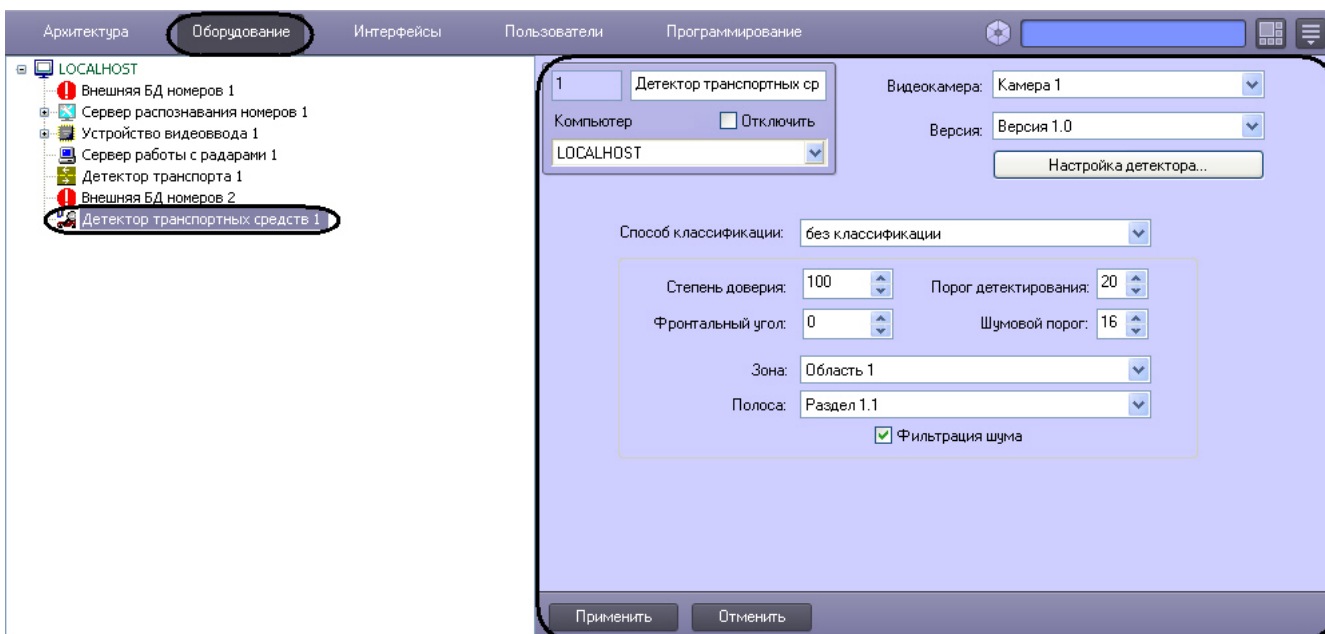 Архитектура Оборудование Интерфейсы Пользователи Программирование
LOCALHOST
Внешняя БД номеров 1
Сервер распознавания номеров 1
Устройство видеоввода 1
Сервер работы с радарами 1
Детектор транспорта 1
Внешняя БД номеров 2
Детектор транспортных средств 1
1 Детектор транспортных ср
Компьютер Отключить
LOCALHOST
Видеокамера: Камера 1
Версия: Версия 1.0
Настройка детектора...
Способ классификации: без классификации
Степень доверия: 100 Порог детектирования: 20
Фронтальный угол: 0 Шумовой порог: 16
Зона: Область 1
Полоса: Раздел 1.1
Фильтрация шума
Применить Отменить